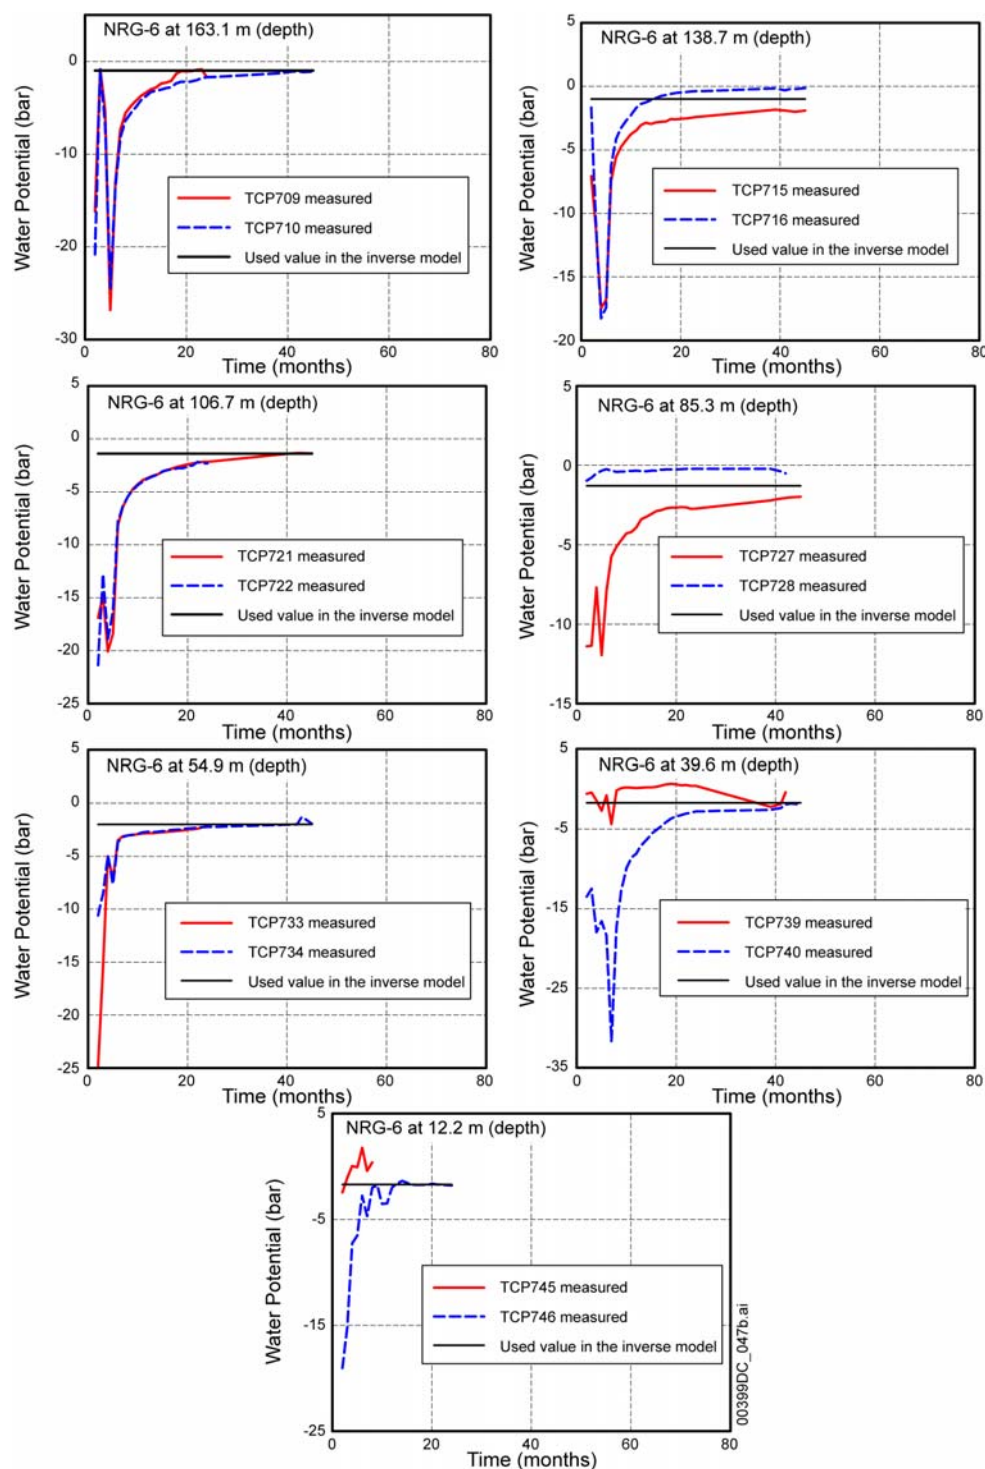 NRG-6 at 163.1 m (depth)
Water Potential (bar)
0
-10
-20
-30
TCP709 measured
TCP710 measured
Used value in the inverse model
0
20
40
60
80
Time (months)
NRG-6 at 138.7 m (depth)
Water Potential (bar)
5
0
-5
-10
-15
-20
TCP715 measured
TCP716 measured
Used value in the inverse model
0
20
40
60
80
Time (months)
NRG-6 at 106.7 m (depth)
Water Potential (bar)
5
0
-5
-10
-15
-20
-25
TCP721 measured
TCP722 measured
Used value in the inverse model
0
20
40
60
80
Time (months)
NRG-6 at 85.3 m (depth)
Water Potential (bar)
5
0
-5
-10
-15
TCP727 measured
TCP728 measured
Used value in the inverse model
0
20
40
60
80
Time (months)
NRG-6 at 54.9 m (depth)
Water Potential (bar)
5
0
-5
-10
-15
-20
-25
TCP733 measured
TCP734 measured
Used value in the inverse model
0
20
40
60
80
Time (months)
NRG-6 at 39.6 m (depth)
Water Potential (bar)
5
-5
-15
-25
-35
TCP739 measured
TCP740 measured
Used value in the inverse model
0
20
40
60
80
Time (months)
NRG-6 at 12.2 m (depth)
Water Potential (bar)
5
-5
-15
-25
TCP745 measured
TCP746 measured
Used value in the inverse model
0
20
40
60
80
Time (months)
00399DC_047b.ai